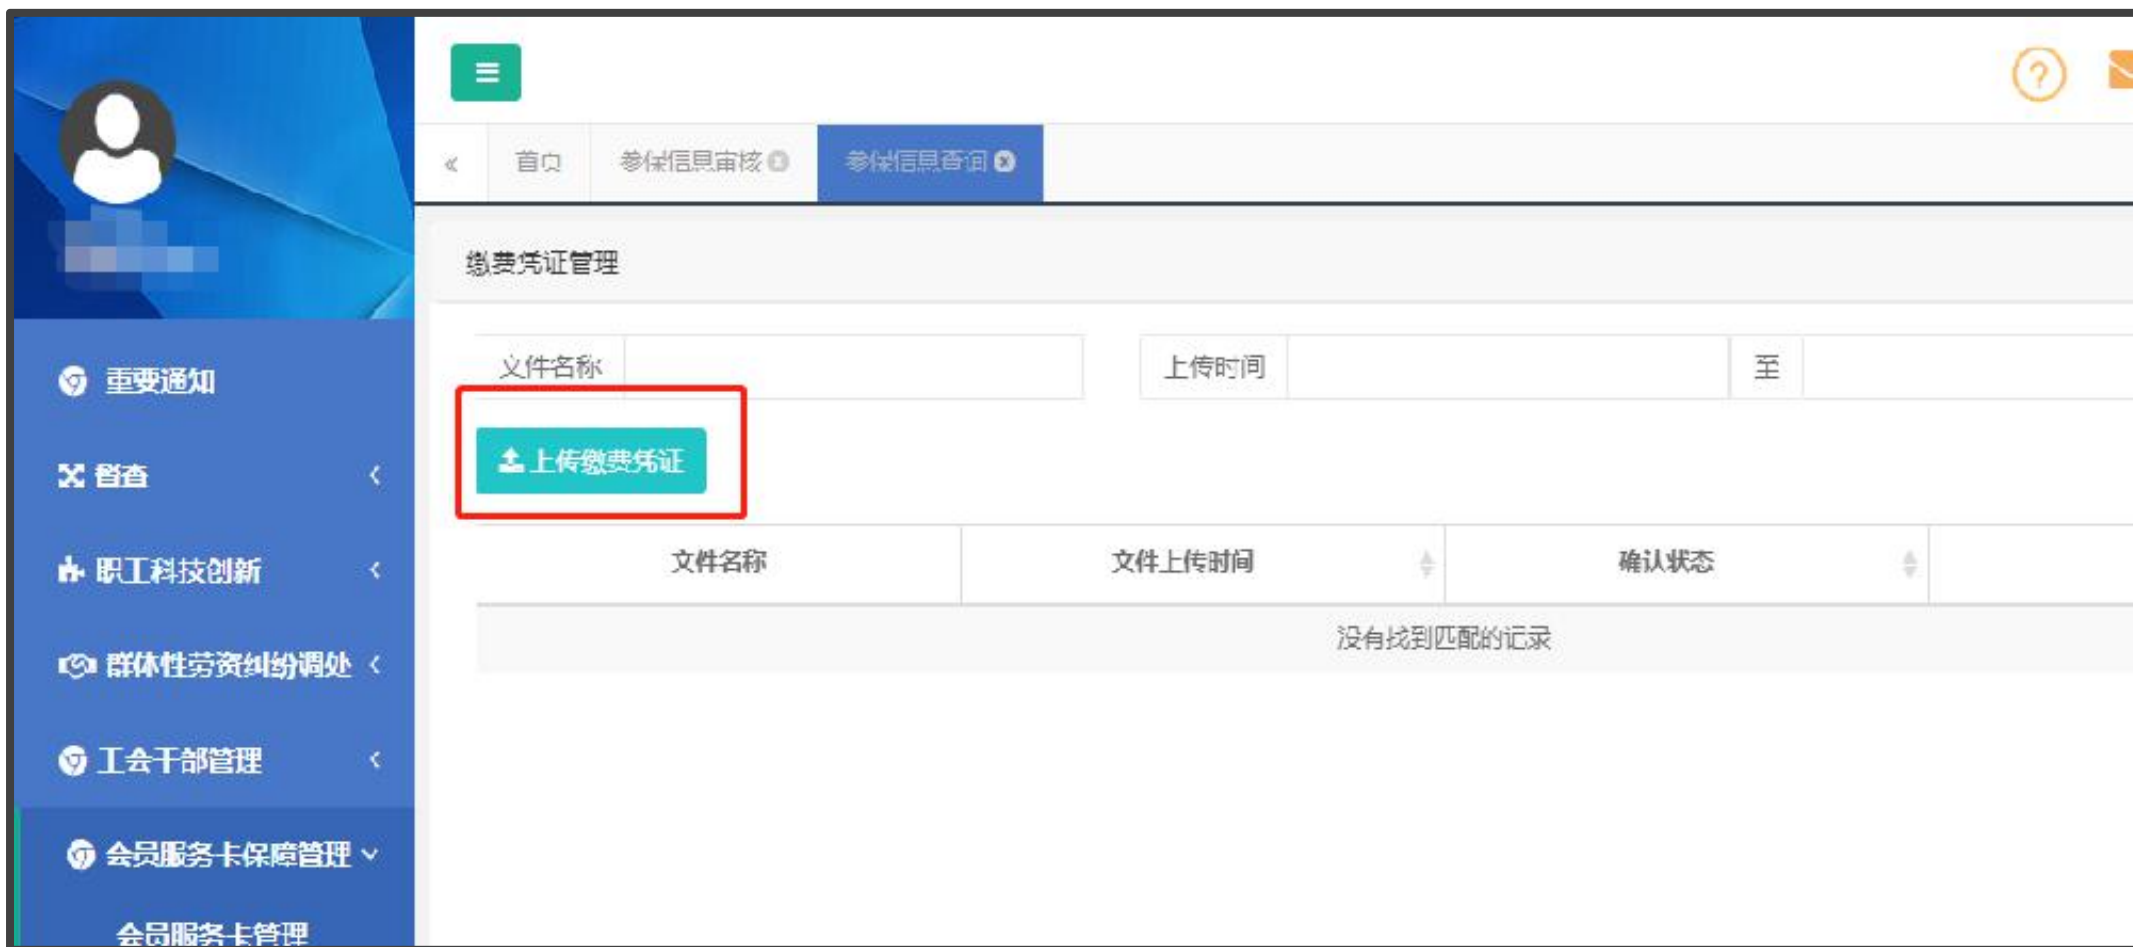 首页 参保信息审核 参保信息查询
缴费凭证管理
文件名称 上传时间 至
上传缴费凭证
文件名称 文件上传时间 确认状态
没有找到匹配的记录
重要通知
督查
职工科技创新
群体性劳资纠纷调处
工会干部管理
会员服务卡保障管理
会员服务卡管理